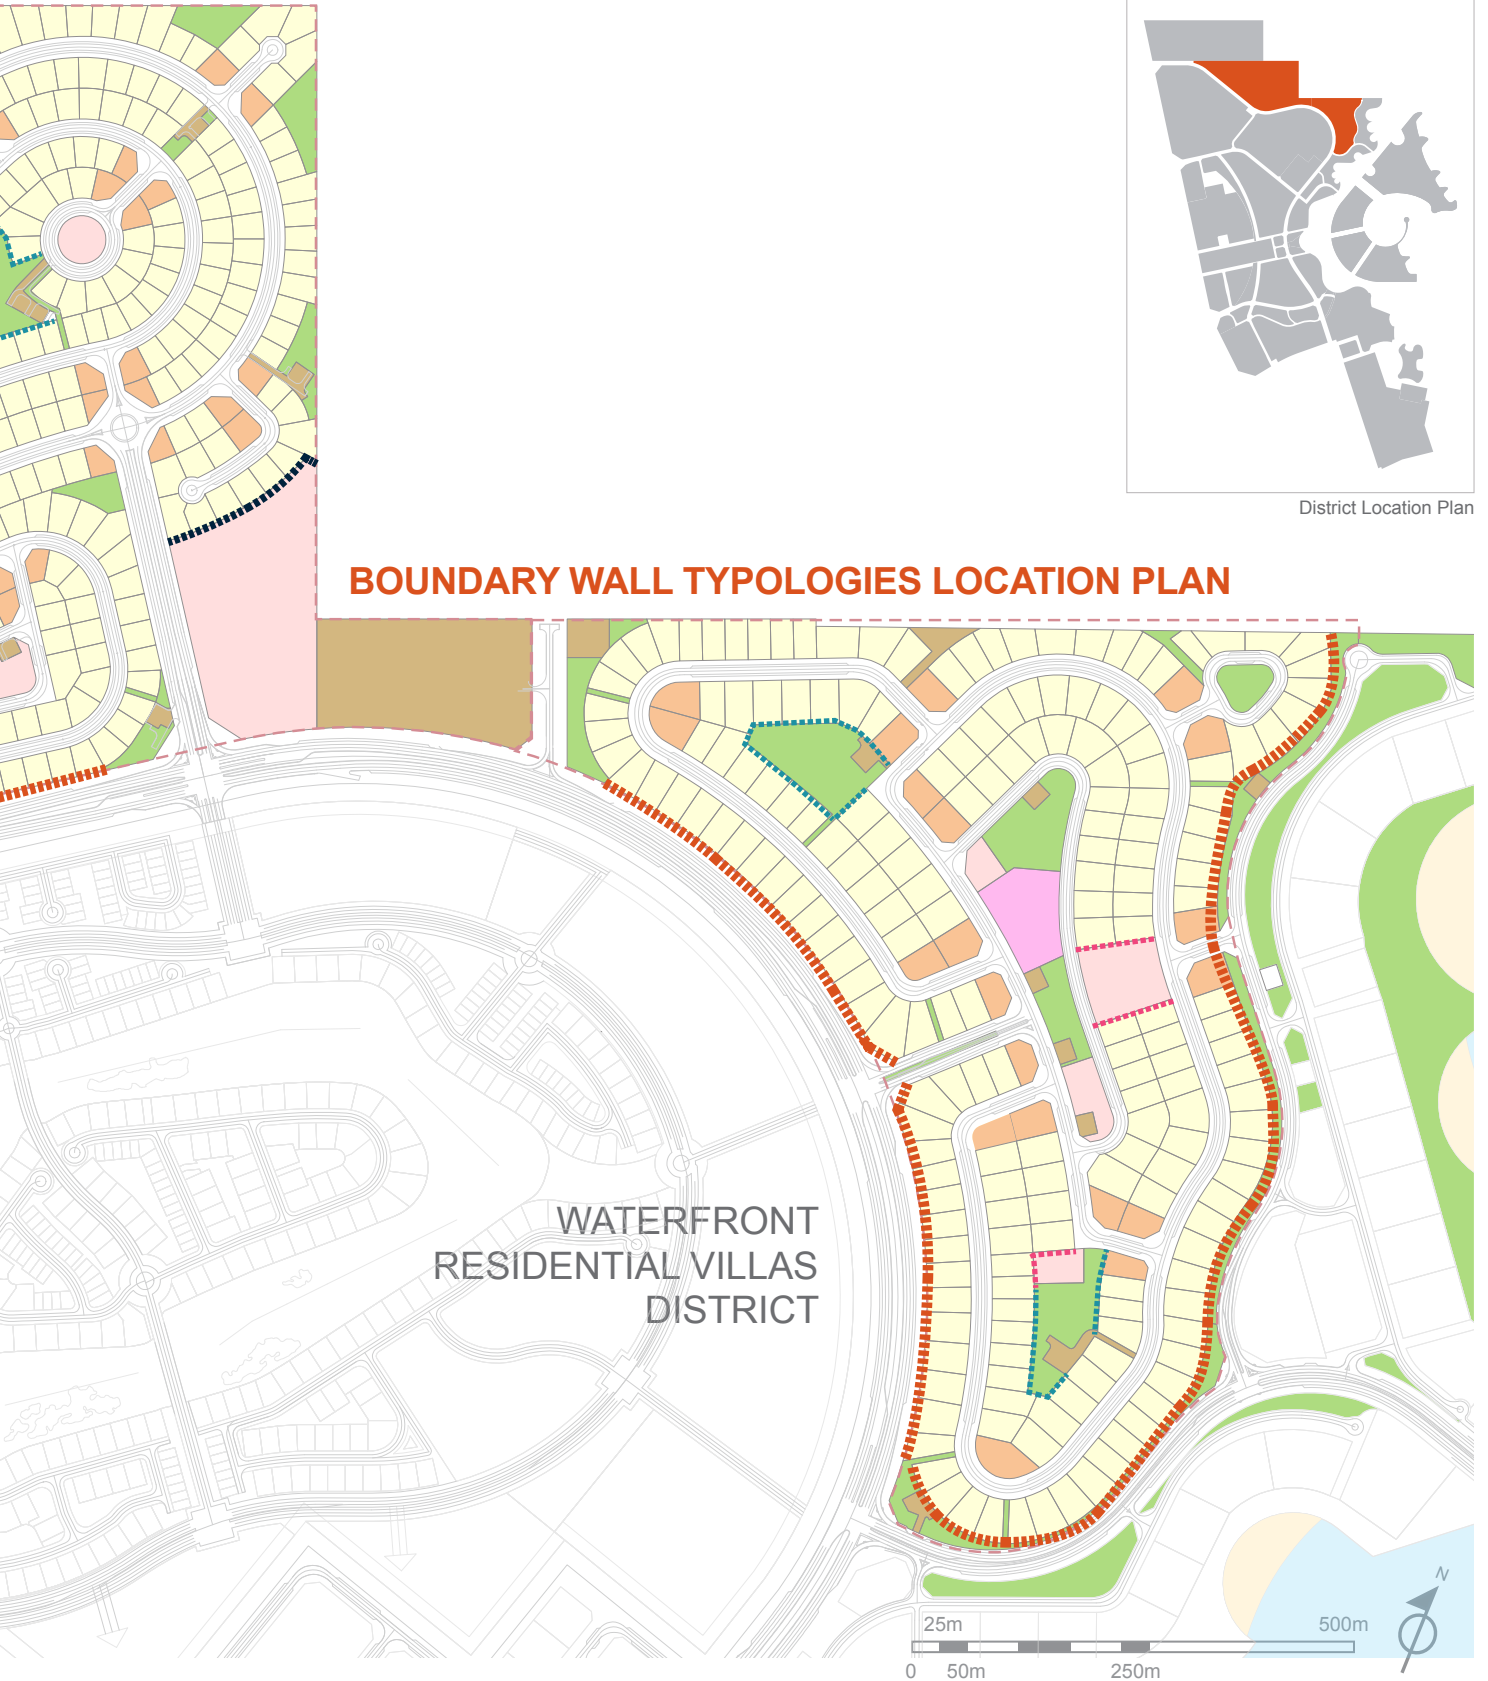 District Location Plan
BOUNDARY WALL TYPOLOGIES LOCATION PLAN
WATERFRONT
RESIDENTIAL VILLAS
DISTRICT
N
25m
500m
0
50m
250m